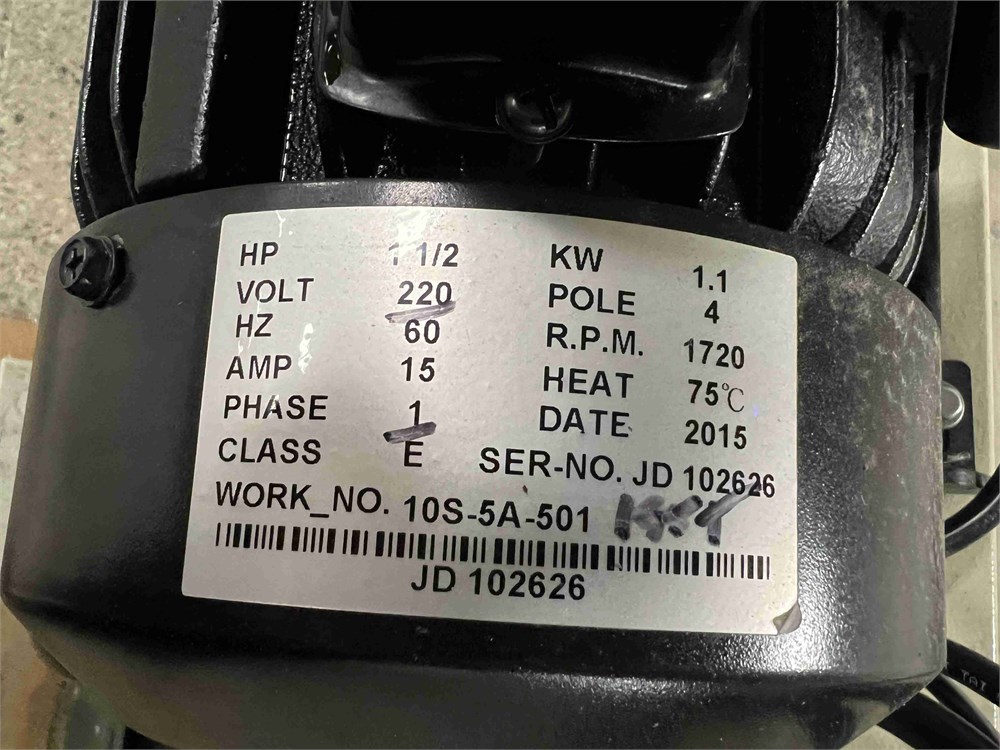 HP 1 1/2 KW 1.1
VOLT 220 POLE 4
HZ 60 R.P.M. 1720
AMP 15 HEAT 75℃
PHASE 1 DATE 2015
CLASS E SER-NO. JD 102626
WORK_NO. 10S-5A-501
JD 102626